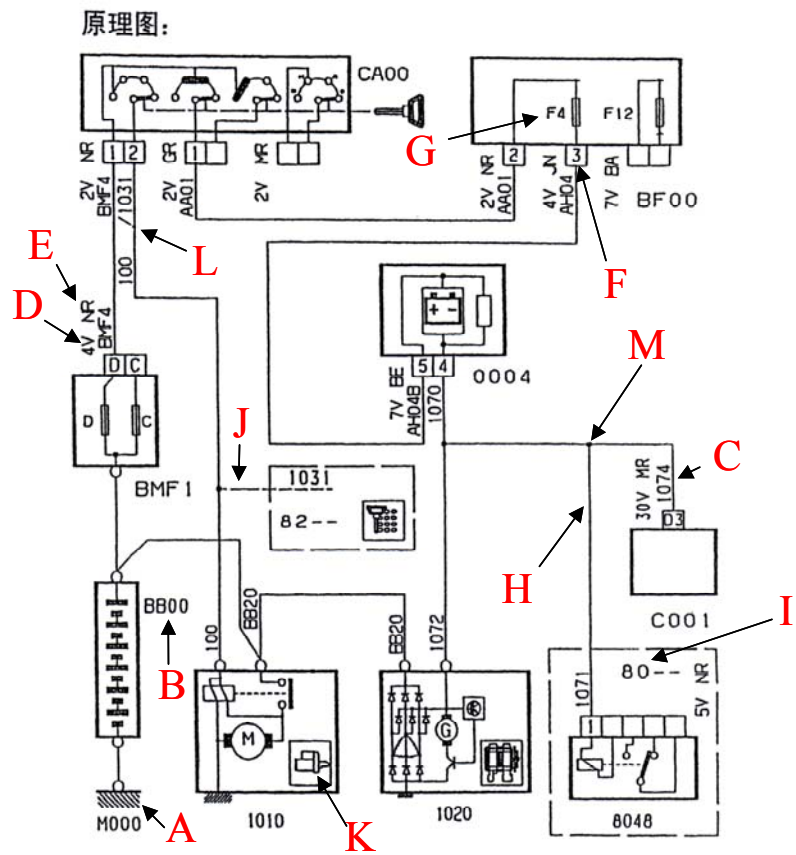 原理图：
CA00
F4
F12
G
NR 1 2
GR 1
MR
2 NR
3 JN
BA
2V BMF4
/1031
2V AA01
2V
2V AA01
4V AH04
7V
BF00
E
L
F
D
NR
100
4V BMF4
+ -
M
D C
5 4
BE
0004
D C
7V AH04B
1070
J
C
BMF1
1031
30V MR
1074
82--
D3
H
BB00
C001
I
B
100
BB20
BB20
1072
1071
80--
5V NR
1
M
G
M000
A
1010
K
1020
8048